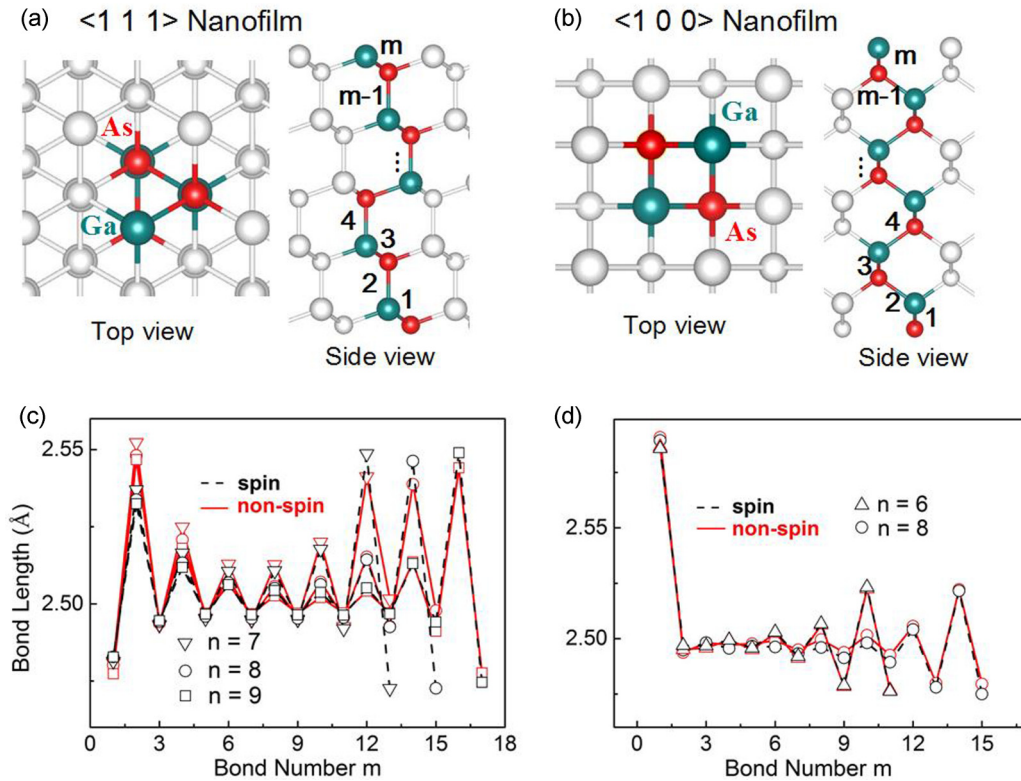 (a) <1 1 1> Nanofilm
As
Ga
Top view
m
m-1
⋮
4
3
2
1
Side view
(b) <1 0 0> Nanofilm
Ga
As
Top view
m
m-1
⋮
4
3
2
1
Side view
(c)
Bond Length (Å)
2.55
2.50
spin
non-spin
n = 7
n = 8
n = 9
0 3 6 9 12 15 18
Bond Number m
(d)
2.55
2.50
spin
non-spin
n = 6
n = 8
0 3 6 9 12 15
Bond Number m